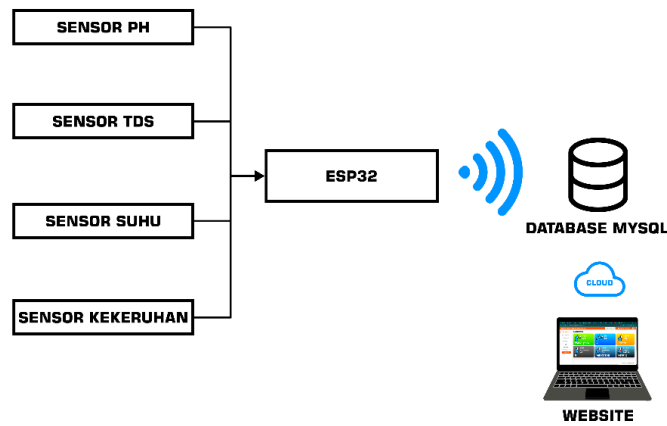 SENSOR PH
SENSOR TDS
SENSOR SUHU
SENSOR KEKERUHAN
ESP32
DATABASE MYSQL
CLOUD
WEBSITE